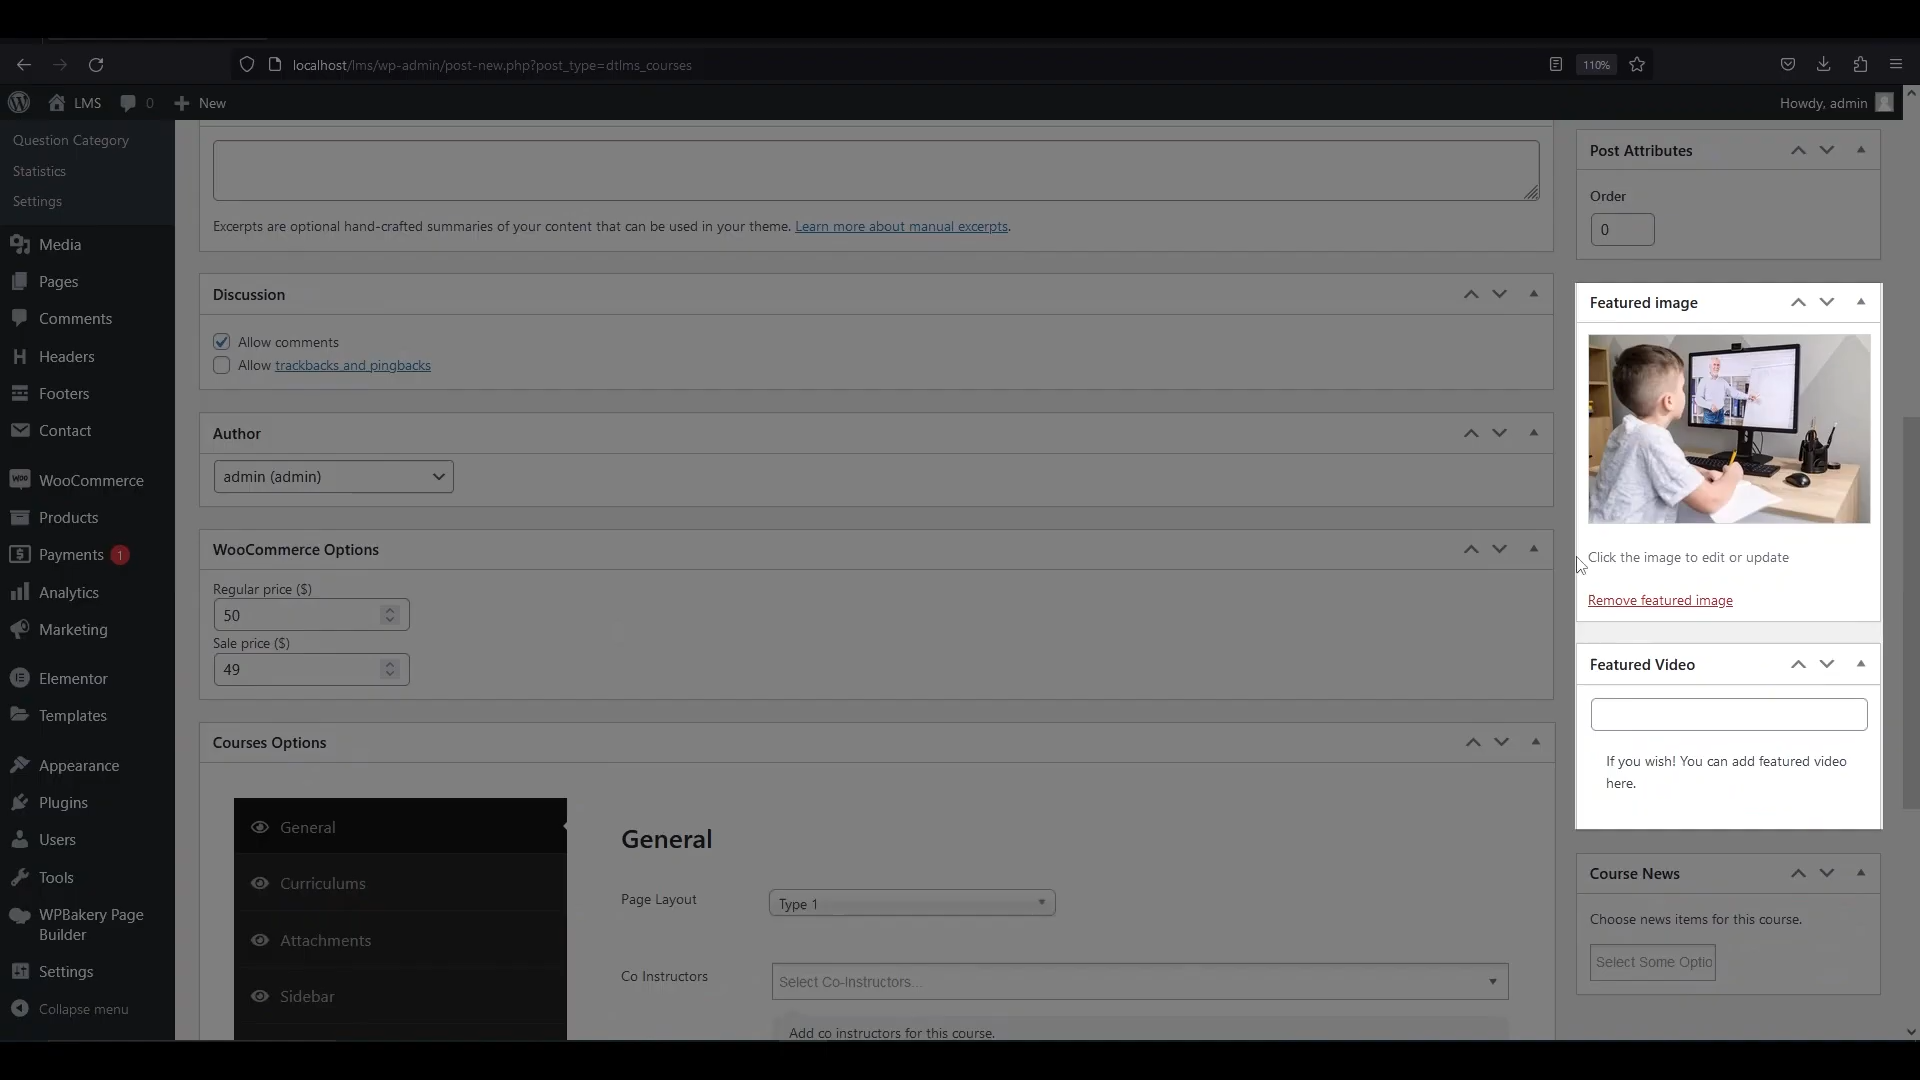 localhost/lms/wp-admin/post-new.php?post_type=dtlms_courses
110%
LMS
0
New
Howdy, admin
Question Category
Statistics
Settings
Media
Pages
Comments
Headers
Footers
Contact
WooCommerce
Products
Payments 1
Analytics
Marketing
Elementor
Templates
Appearance
Plugins
Users
Tools
WPBakery Page
Builder
Settings
Collapse menu
Excerpts are optional hand-crafted summaries of your content that can be used in your theme. Learn more about manual excerpts.
Discussion
Allow comments
Allow trackbacks and pingbacks
Author
admin (admin)
WooCommerce Options
Regular price ($)
50
Sale price ($)
49
Courses Options
General
Curriculums
Attachments
Sidebar
General
Page Layout
Type 1
Co Instructors
Select Co-Instructors...
Add co instructors for this course.
Post Attributes
Order
0
Featured image
Click the image to edit or update
Remove featured image
Featured Video
If you wish! You can add featured video
here.
Course News
Choose news items for this course.
Select Some Optio